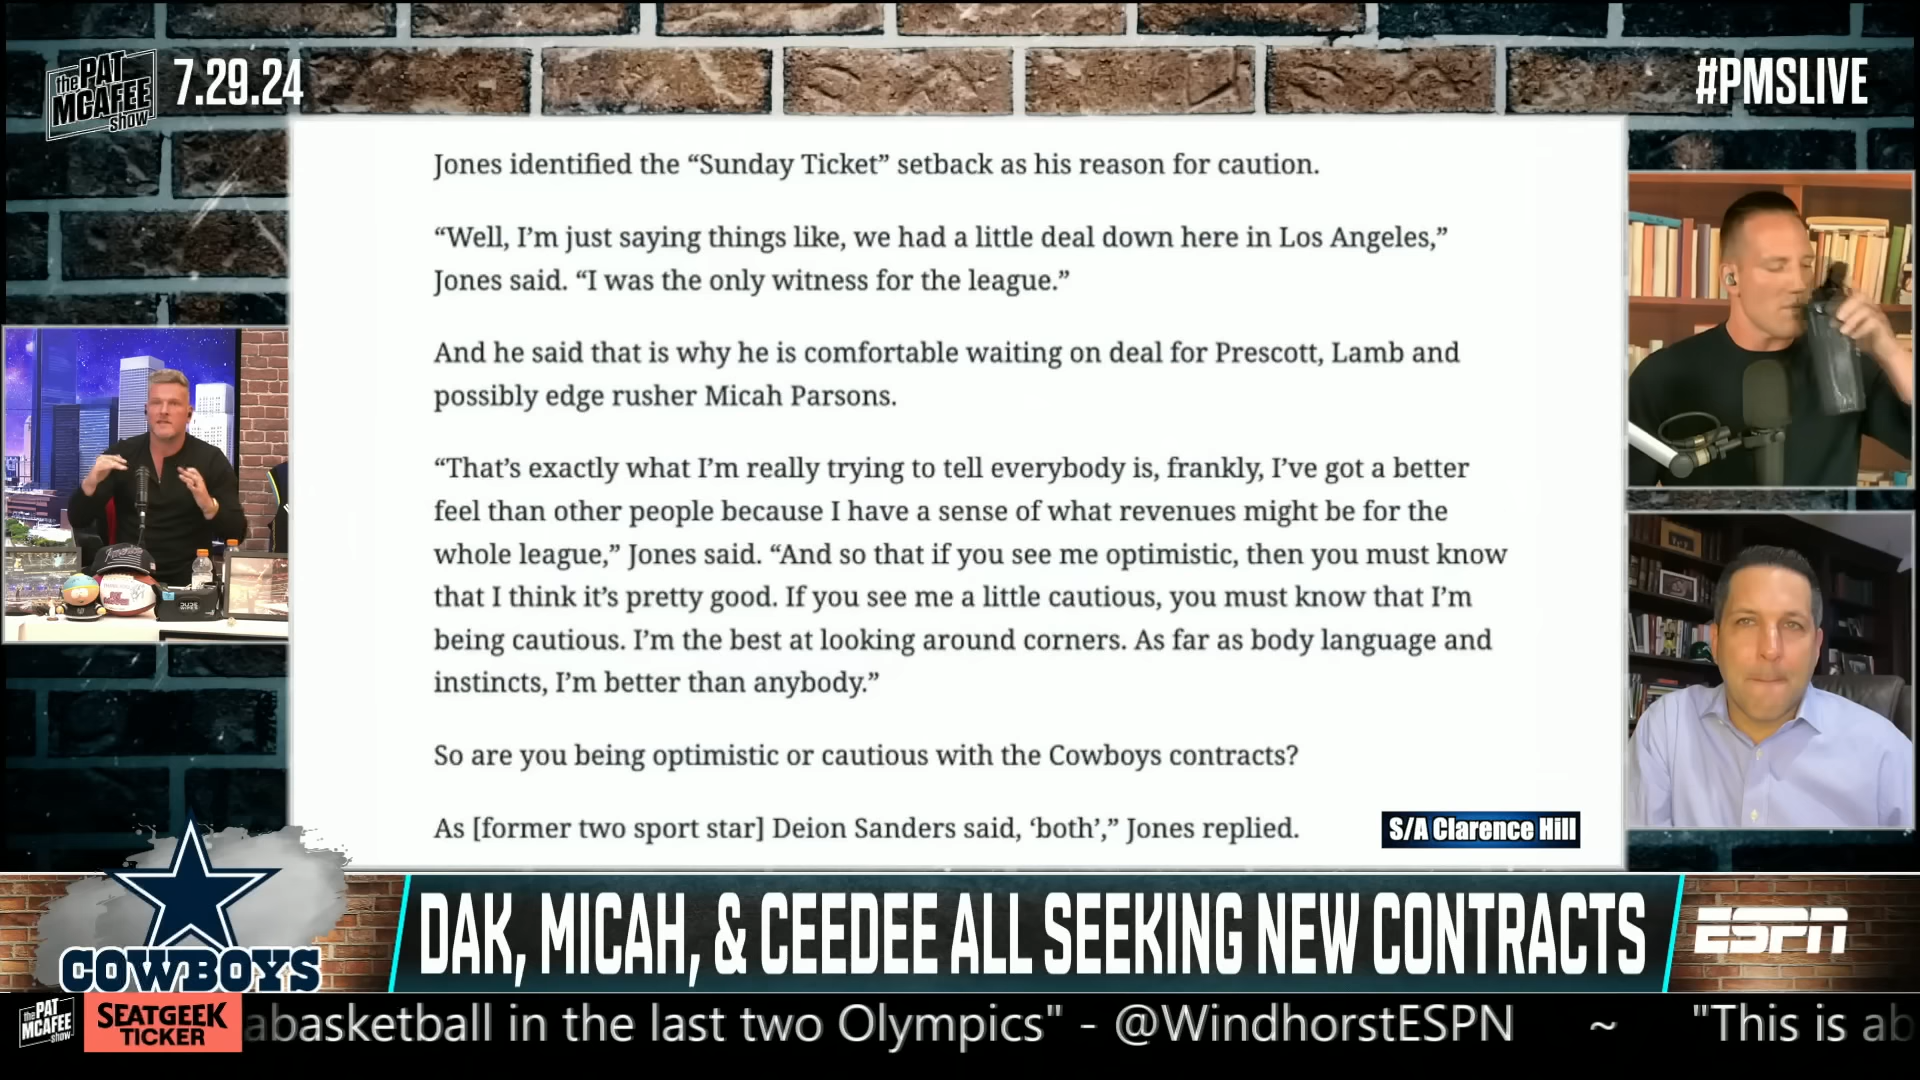 the PAT MCAFEE show
7.29.24
#PMSLIVE
Jones identified the “Sunday Ticket” setback as his reason for caution.
“Well, I’m just saying things like, we had a little deal down here in Los Angeles,”
Jones said. “I was the only witness for the league.”
And he said that is why he is comfortable waiting on deal for Prescott, Lamb and
possibly edge rusher Micah Parsons.
“That’s exactly what I’m really trying to tell everybody is, frankly, I’ve got a better
feel than other people because I have a sense of what revenues might be for the
whole league,” Jones said. “And so that if you see me optimistic, then you must know
that I think it’s pretty good. If you see me a little cautious, you must know that I’m
being cautious. I’m the best at looking around corners. As far as body language and
instincts, I’m better than anybody.”
So are you being optimistic or cautious with the Cowboys contracts?
As [former two sport star] Deion Sanders said, ‘both’,” Jones replied.
S/A Clarence Hill
COWBOYS
DAK, MICAH, & CEEDEE ALL SEEKING NEW CONTRACTS
ESPN
the PAT MCAFEE show
SEATGEEK
TICKER
abasketball in the last two Olympics" - @WindhorstESPN ~ "This is ab